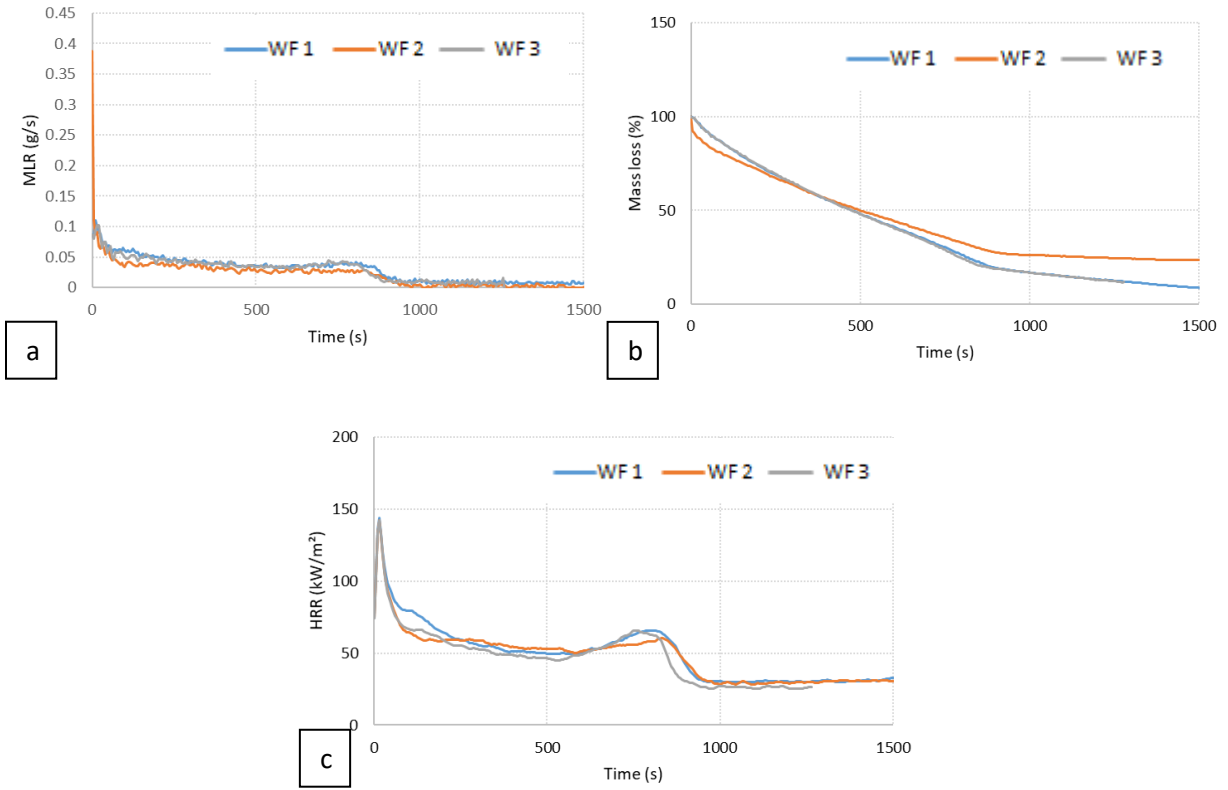 0.45
0.4
0.35
0.3
0.25
0.2
0.15
0.1
0.05
0
MLR (g/s)
WF 1 WF 2 WF 3
0 500 1000 1500
Time (s)
a
150
100
50
0
Mass loss (%)
WF 1 WF 2 WF 3
0 500 1000 1500
Time (s)
b
200
150
100
50
0
HRR (kW/m²)
WF 1 WF 2 WF 3
0 500 1000 1500
Time (s)
c